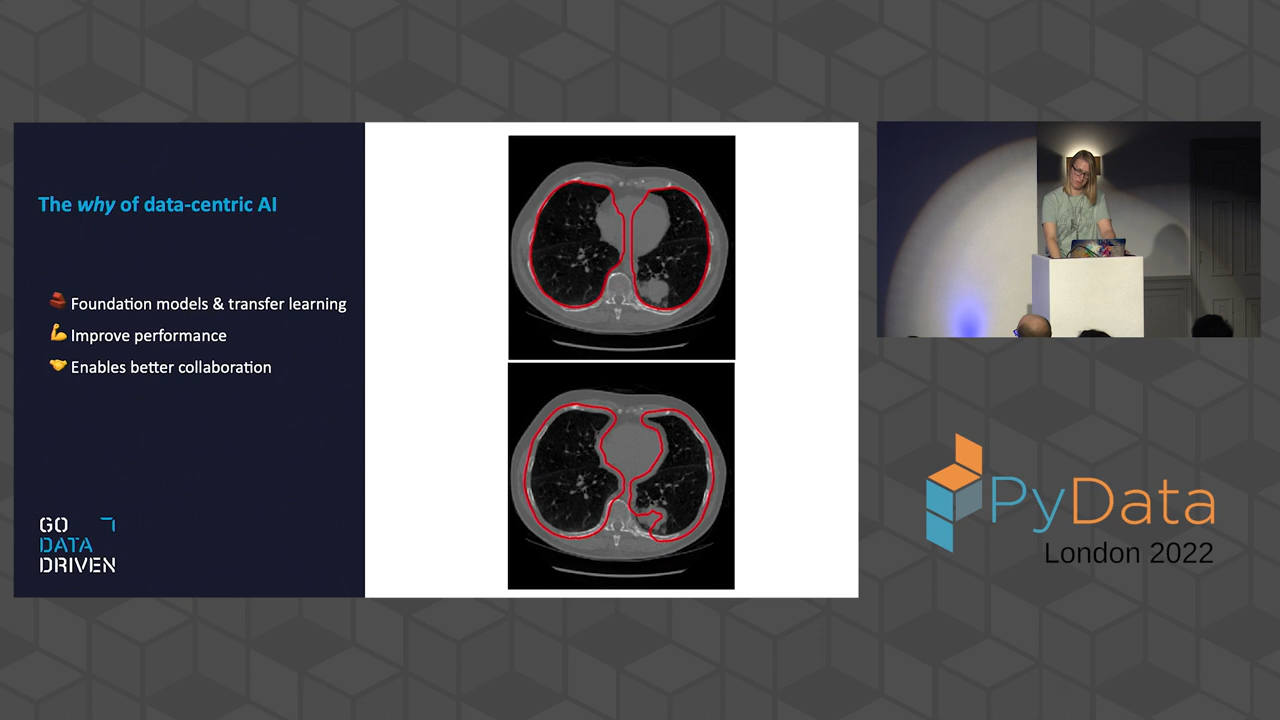 The why of data-centric AI
Foundation models & transfer learning
Improve performance
Enables better collaboration
GO
DATA
DRIVEN
PyData
London 2022